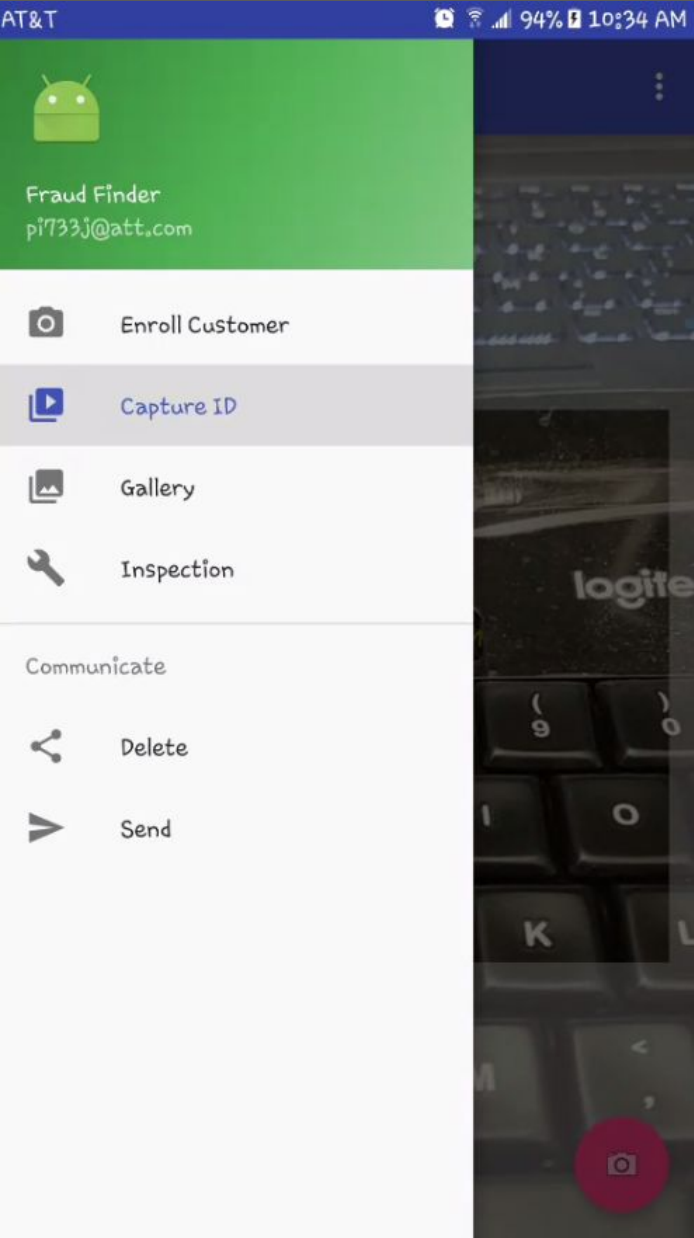 AT&T 94% 10:34 AM
Fraud Finder
pi733j@att.com
Enroll Customer
Capture ID
Gallery
Inspection
Communicate
Delete
Send
logite
( )
9 0
I O
K L
M <
,